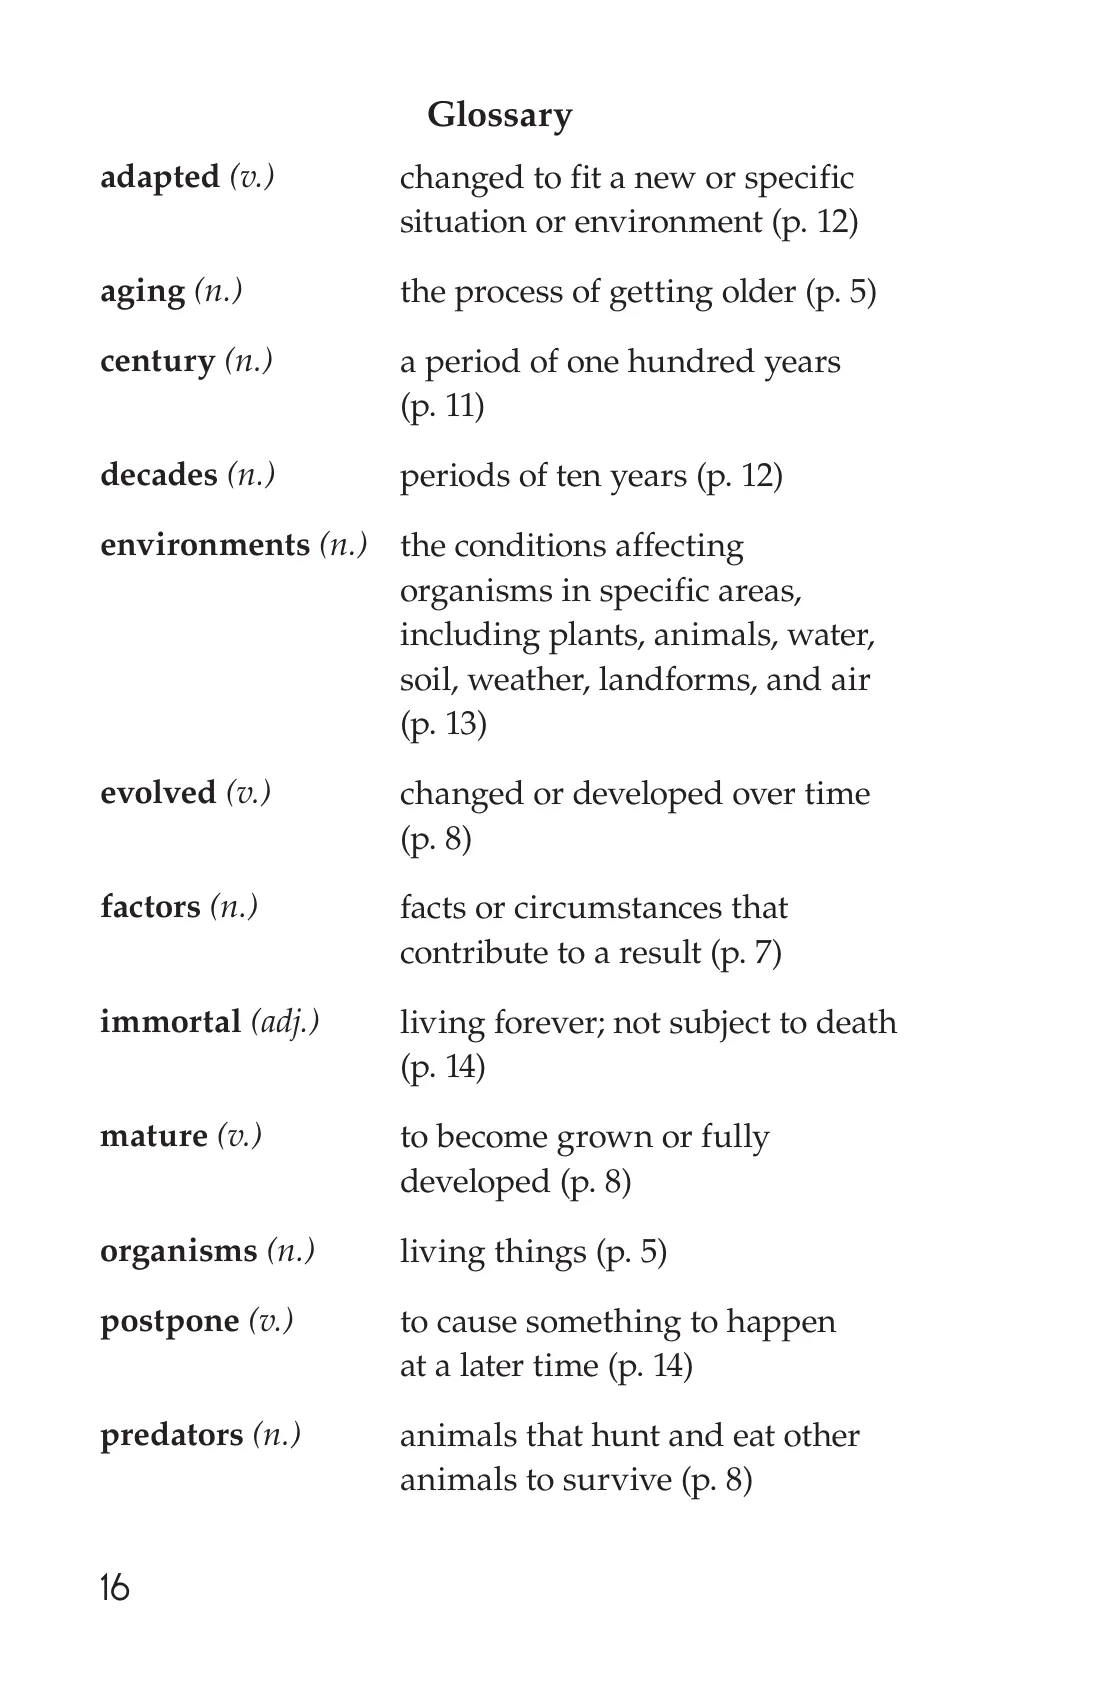 Glossary
adapted (v.) changed to fit a new or specific
situation or environment (p. 12)
aging (n.) the process of getting older (p. 5)
century (n.) a period of one hundred years
(p. 11)
decades (n.) periods of ten years (p. 12)
environments (n.) the conditions affecting
organisms in specific areas,
including plants, animals, water,
soil, weather, landforms, and air
(p. 13)
evolved (v.) changed or developed over time
(p. 8)
factors (n.) facts or circumstances that
contribute to a result (p. 7)
immortal (adj.) living forever; not subject to death
(p. 14)
mature (v.) to become grown or fully
developed (p. 8)
organisms (n.) living things (p. 5)
postpone (v.) to cause something to happen
at a later time (p. 14)
predators (n.) animals that hunt and eat other
animals to survive (p. 8)
16